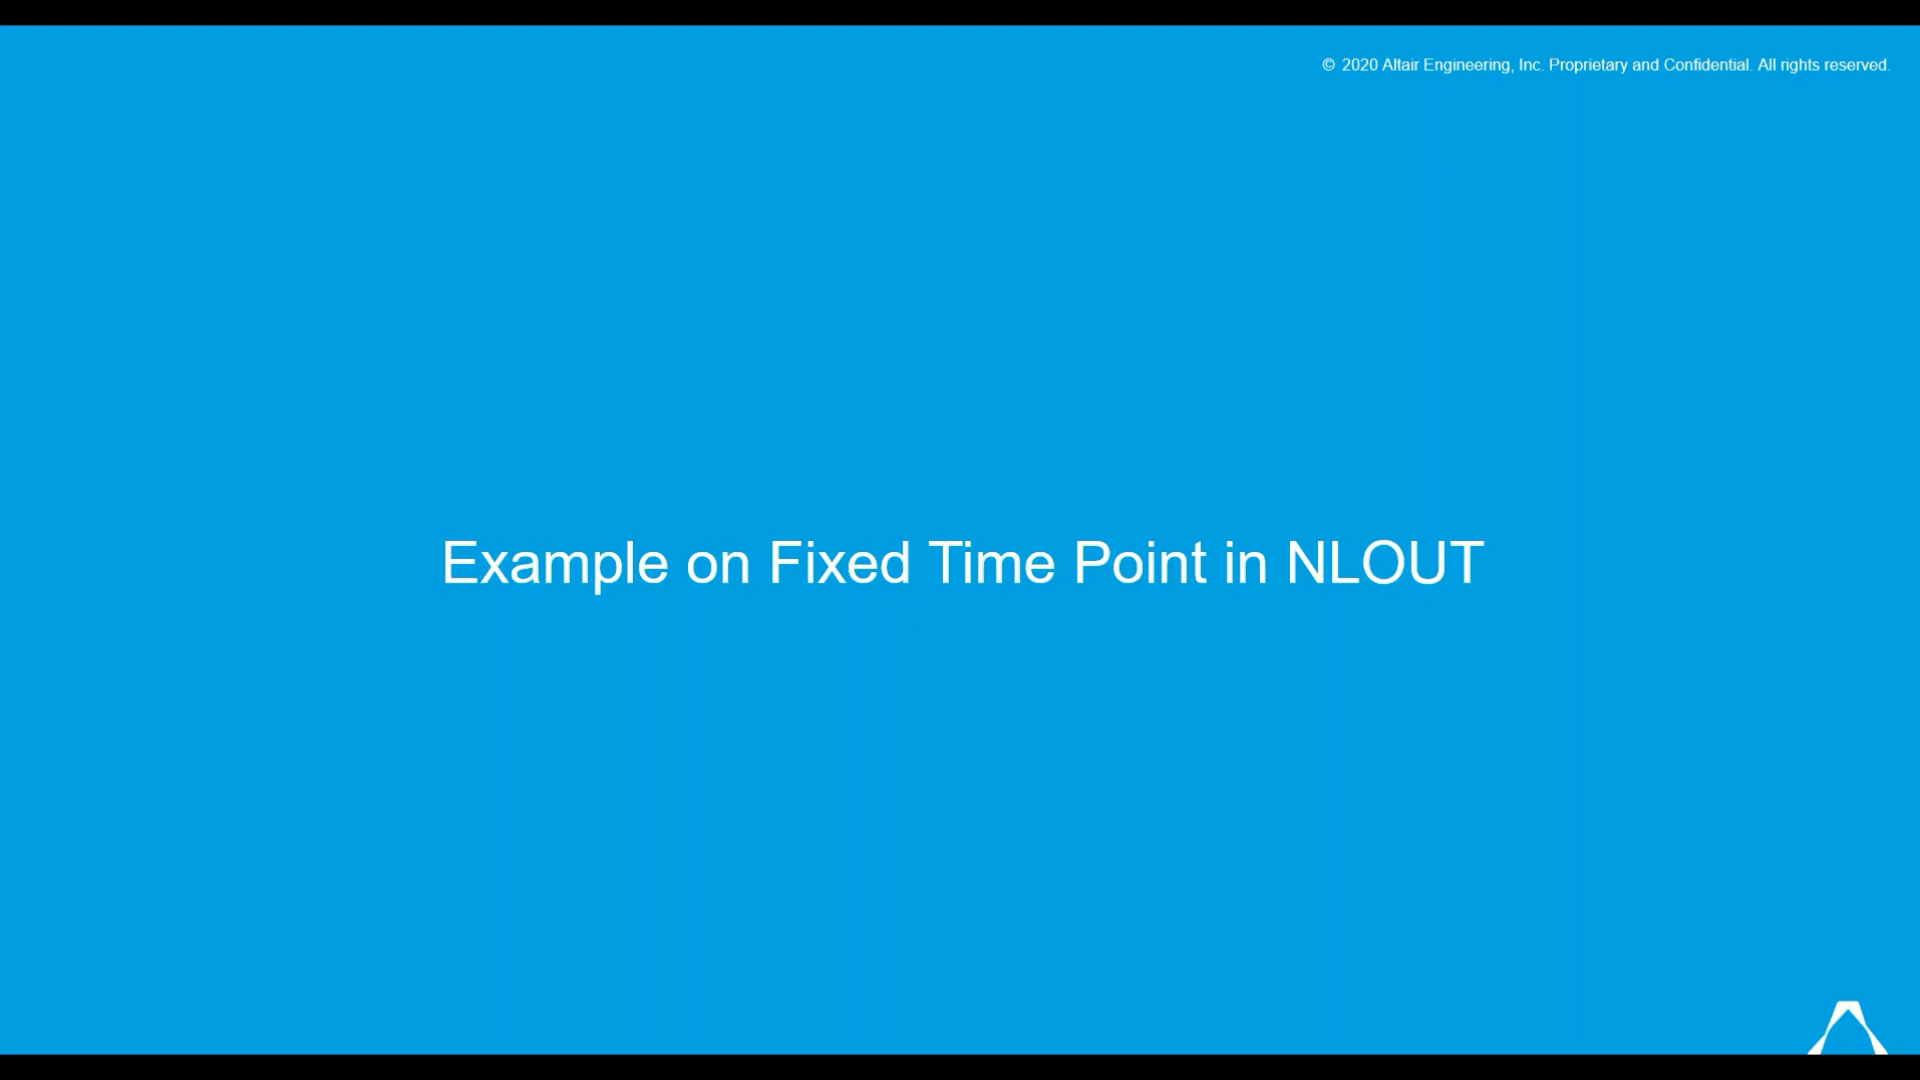 © 2020 Altair Engineering, Inc. Proprietary and Confidential. All rights reserved.
Example on Fixed Time Point in NLOUT